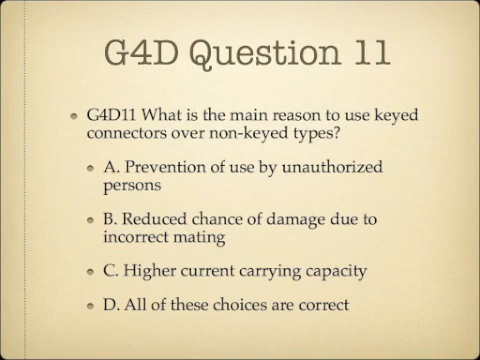 G4D Question 11
G4D11 What is the main reason to use keyed
connectors over non-keyed types?
A. Prevention of use by unauthorized
persons
B. Reduced chance of damage due to
incorrect mating
C. Higher current carrying capacity
D. All of these choices are correct